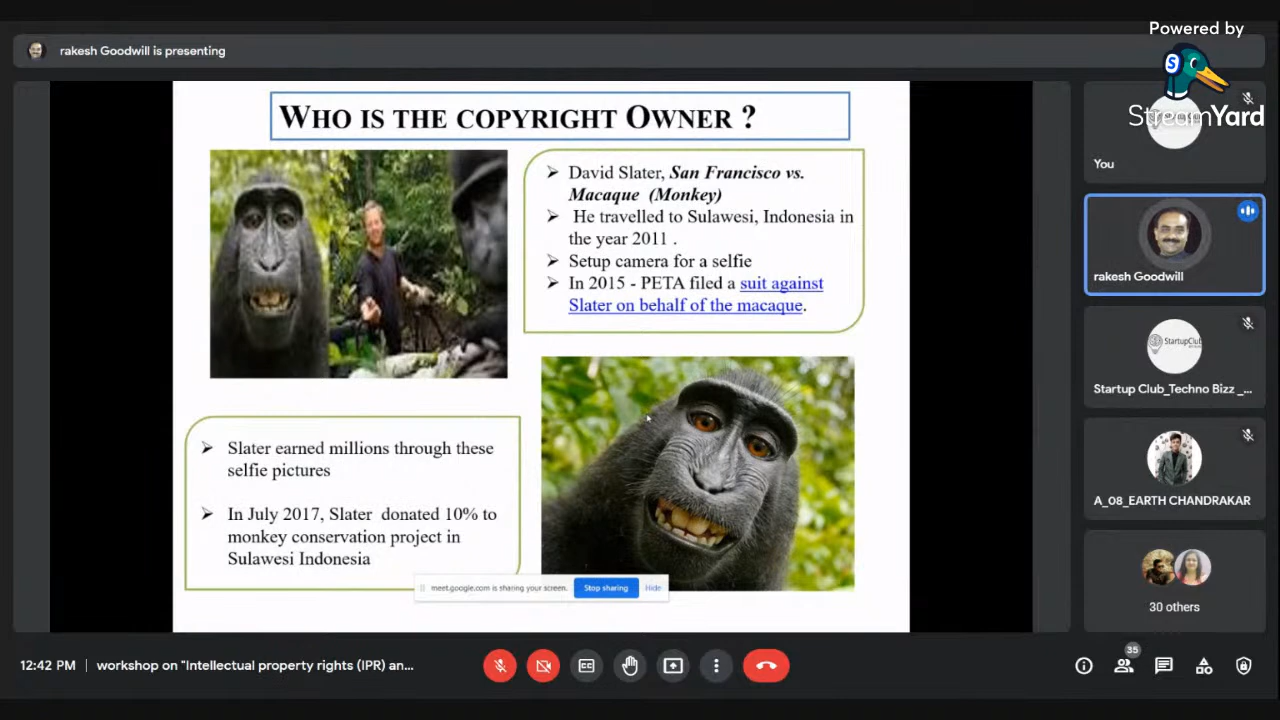 Powered by
StreamYard
rakesh Goodwill is presenting
WHO IS THE COPYRIGHT OWNER ?
➢ David Slater, San Francisco vs.
Macaque (Monkey)
➢ He travelled to Sulawesi, Indonesia in
the year 2011 .
➢ Setup camera for a selfie
➢ In 2015 - PETA filed a suit against
Slater on behalf of the macaque.
➢ Slater earned millions through these
selfie pictures
➢ In July 2017, Slater donated 10% to
monkey conservation project in
Sulawesi Indonesia
meet.google.com is sharing your screen.
Stop sharing
Hide
You
rakesh Goodwill
StartupClub
Startup Club_Techno Bizz _...
A_08_EARTH CHANDRAKAR
30 others
12:42 PM | workshop on "Intellectual property rights (IPR) an...
35